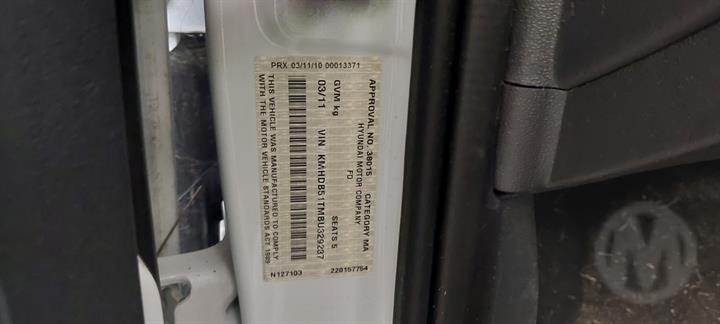 PRX 03/11/10 00013371
APPROVAL NO. 38015 CATEGORY MA
HYUNDAI MOTOR COMPANY
FD
GVM kg SEATS 5
03/11 VIN KMHDB51TMBU329237
THIS VEHICLE WAS MANUFACTURED TO COMPLY
WITH THE MOTOR VEHICLE STANDARDS ACT 1989
N127103 220157754
M